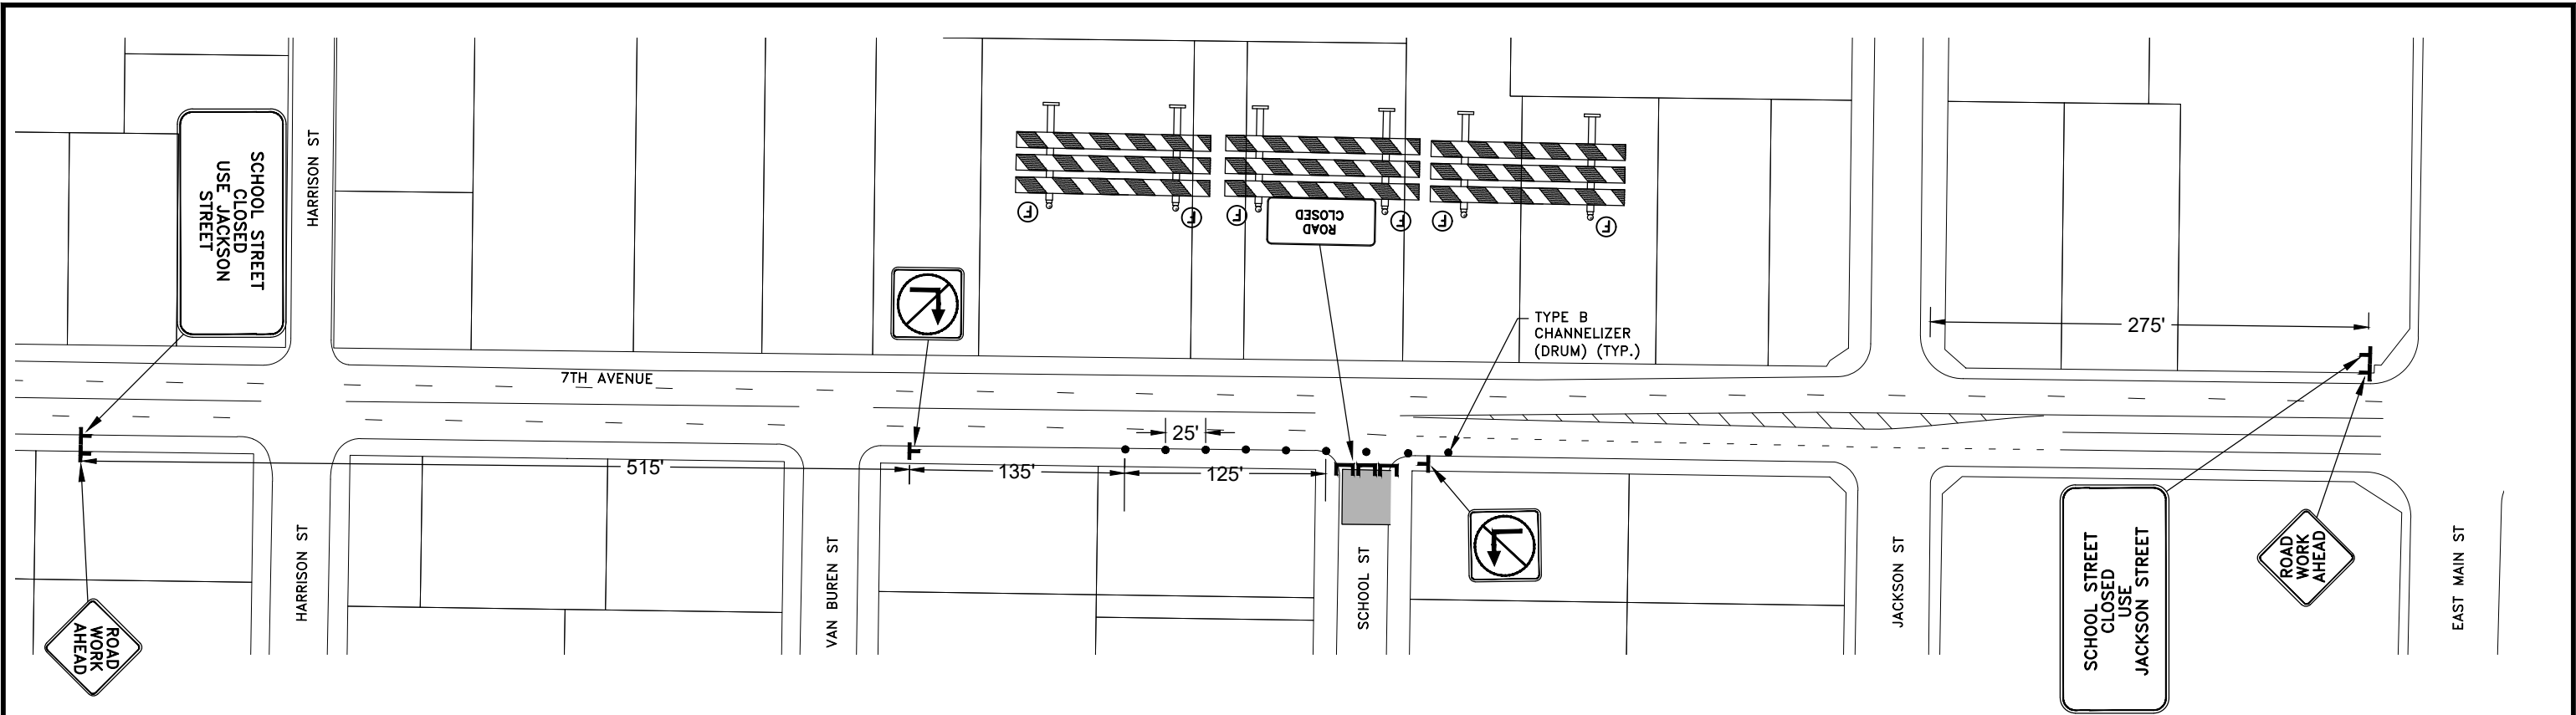 SCHOOL STREET
CLOSED
USE JACKSON
STREET
HARRISON ST
ROAD
CLOSED
F
F
F
F
F
F
TYPE B
CHANNELIZER
(DRUM) (TYP.)
275'
7TH AVENUE
25'
515'
135'
125'
HARRISON ST
VAN BUREN ST
SCHOOL ST
JACKSON ST
EAST MAIN ST
ROAD
WORK
AHEAD
SCHOOL STREET
CLOSED
USE
JACKSON STREET
ROAD
WORK
AHEAD